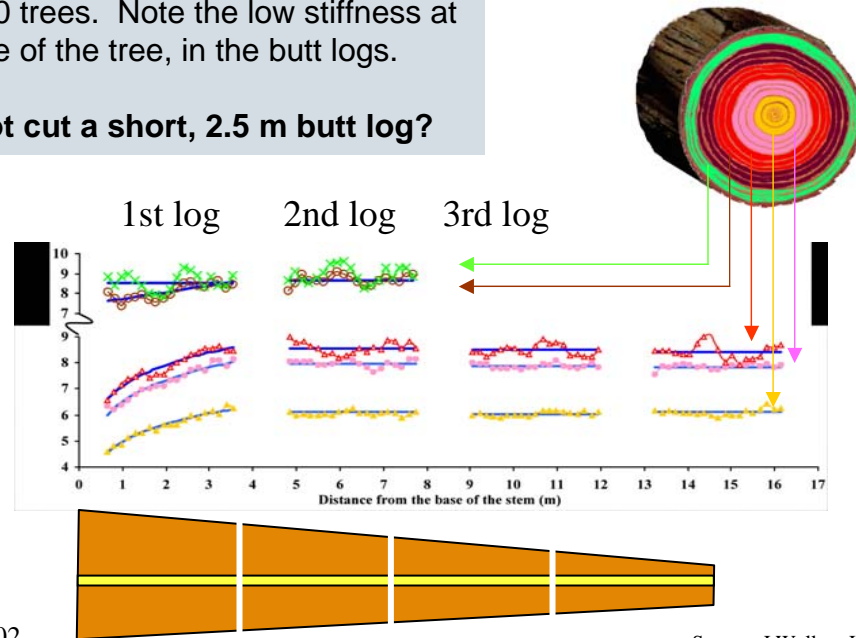 0 trees. Note the low stiffness at
e of the tree, in the butt logs.
ot cut a short, 2.5 m butt log?
1st log 2nd log 3rd log
10
9
8
7
9
8
7
6
5
4
0 1 2 3 4 5 6 7 8 9 10 11 12 13 14 15 16 17
Distance from the base of the stem (m)
02